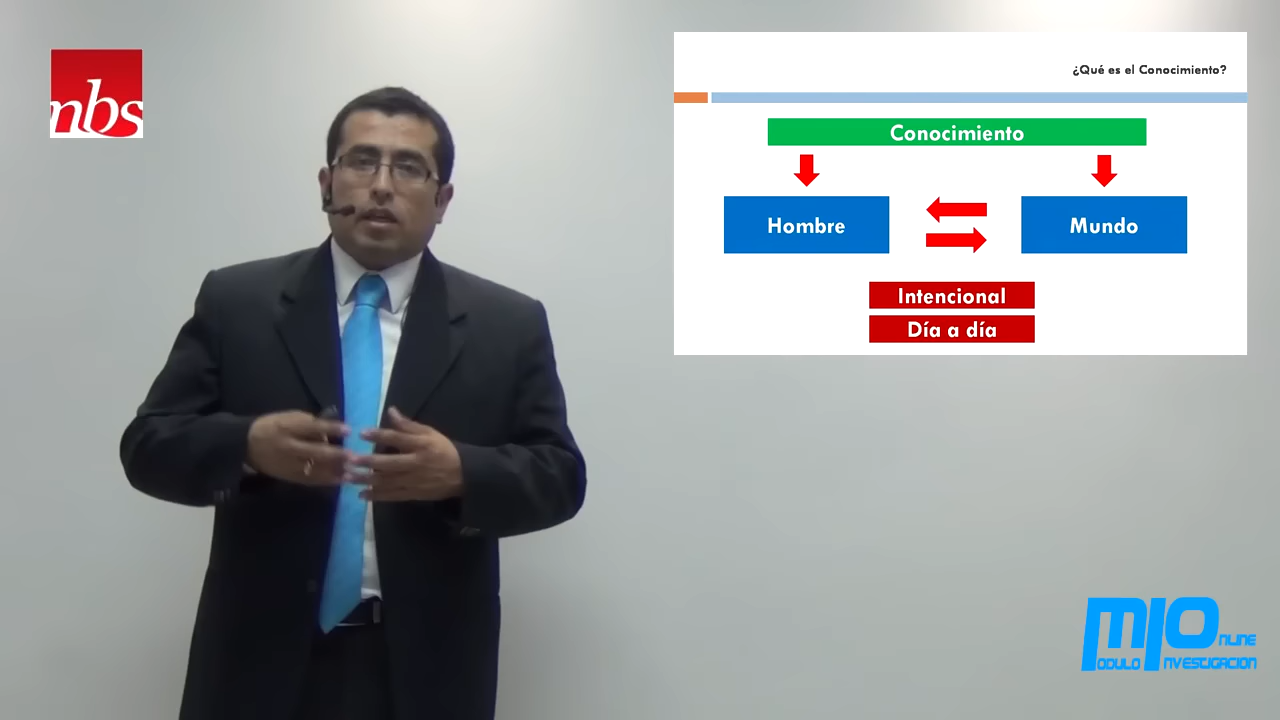 nbs
¿Qué es el Conocimiento?
Conocimiento
Hombre
Mundo
Intencional
Día a día
MIO NLINE
ODULO NVESTIGACION